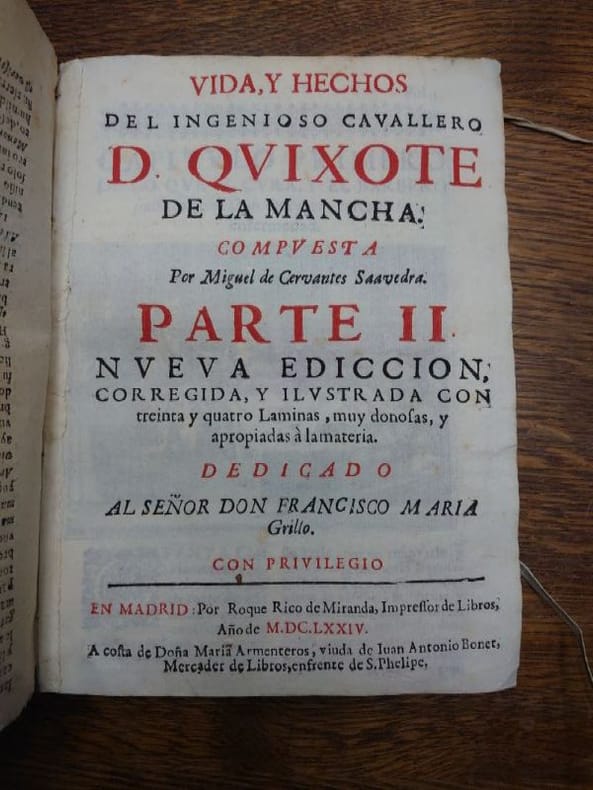 VIDA, Y HECHOS
DEL INGENIOSO CAVALLERO
D. QVIXOTE
DE LA MANCHA:
COMPVESTA
Por Miguel de Cervantes Saavedra.
PARTE II.
NVEVA EDICCION,
CORREGIDA, Y ILVSTRADA CON
treinta y quatro Laminas, muy donoſas, y
apropiadas à lamateria.
DEDICADO
AL SEÑOR DON FRANCISCO MARIA
Grillo.
CON PRIVILEGIO
EN MADRID: Por Roque Rico de Miranda, Impreſſor de Libros,
Año de M.DC.LXXIV.
A coſta de Doña Maria Armenteros, viuda de Iuan Antonio Bonet,
Mercader de Libros, enfrente de S. Phelipe,